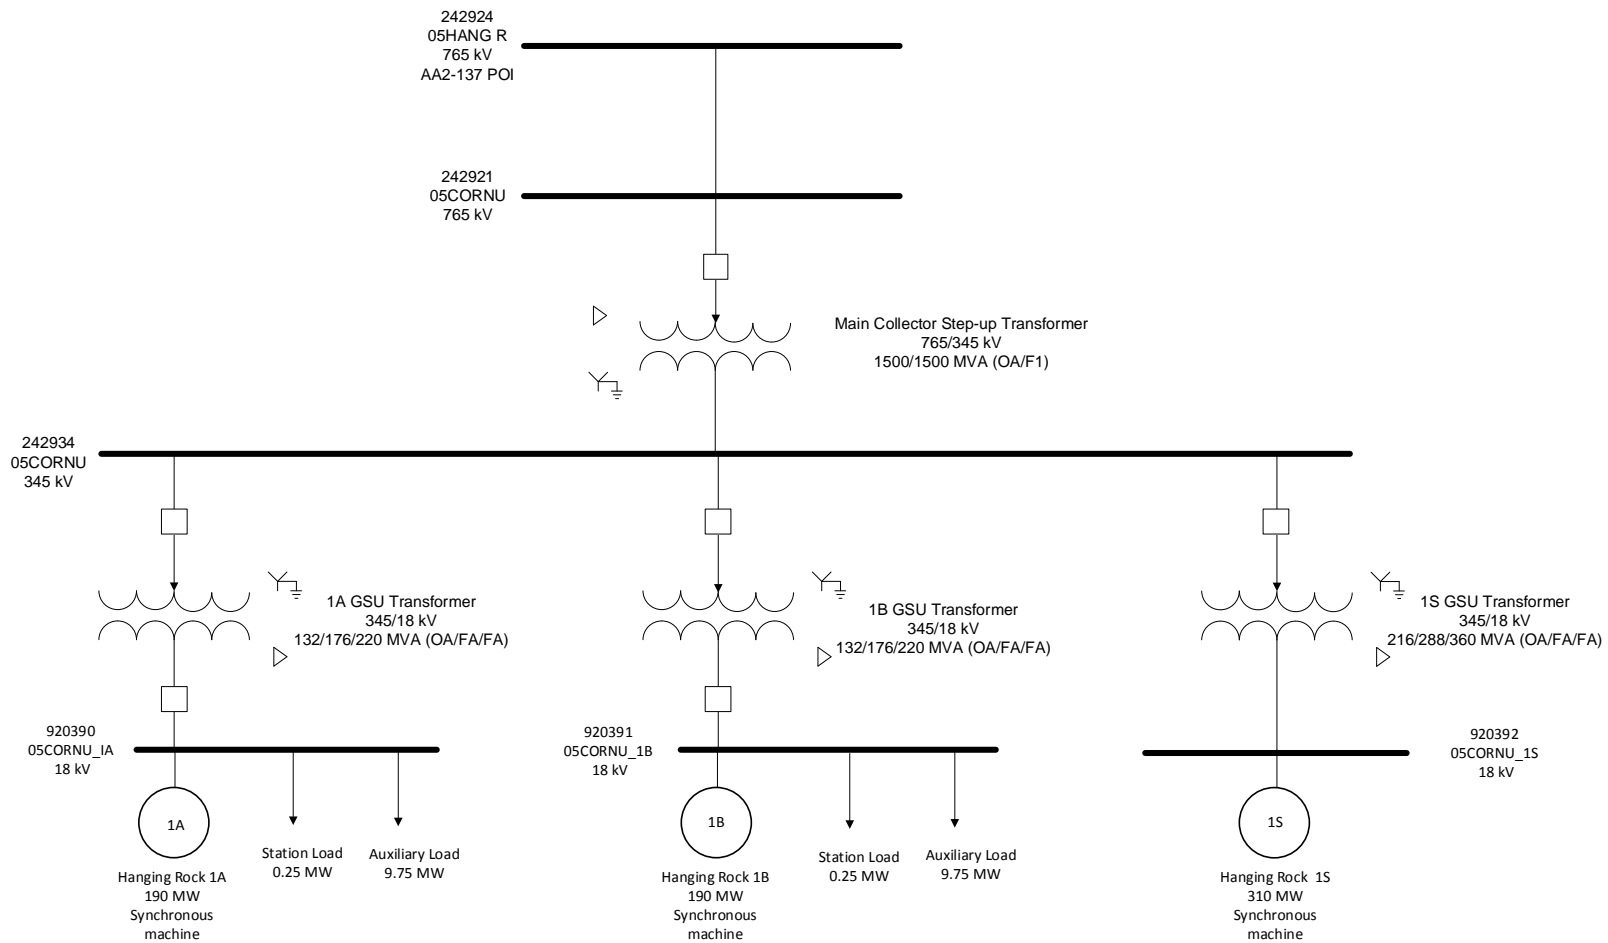 242924
05HANG R
765 kV
AA2-137 POI
242921
05CORNU
765 kV
Main Collector Step-up Transformer
765/345 kV
1500/1500 MVA (OA/F1)
242934
05CORNU
345 kV
1A GSU Transformer
345/18 kV
132/176/220 MVA (OA/FA/FA)
1B GSU Transformer
345/18 kV
132/176/220 MVA (OA/FA/FA)
1S GSU Transformer
345/18 kV
216/288/360 MVA (OA/FA/FA)
920390
05CORNU_IA
18 kV
920391
05CORNU_1B
18 kV
920392
05CORNU_1S
18 kV
1A
Hanging Rock 1A
190 MW
Synchronous
machine
Station Load
0.25 MW
Auxiliary Load
9.75 MW
1B
Hanging Rock 1B
190 MW
Synchronous
machine
Station Load
0.25 MW
Auxiliary Load
9.75 MW
1S
Hanging Rock  1S
310 MW
Synchronous
machine